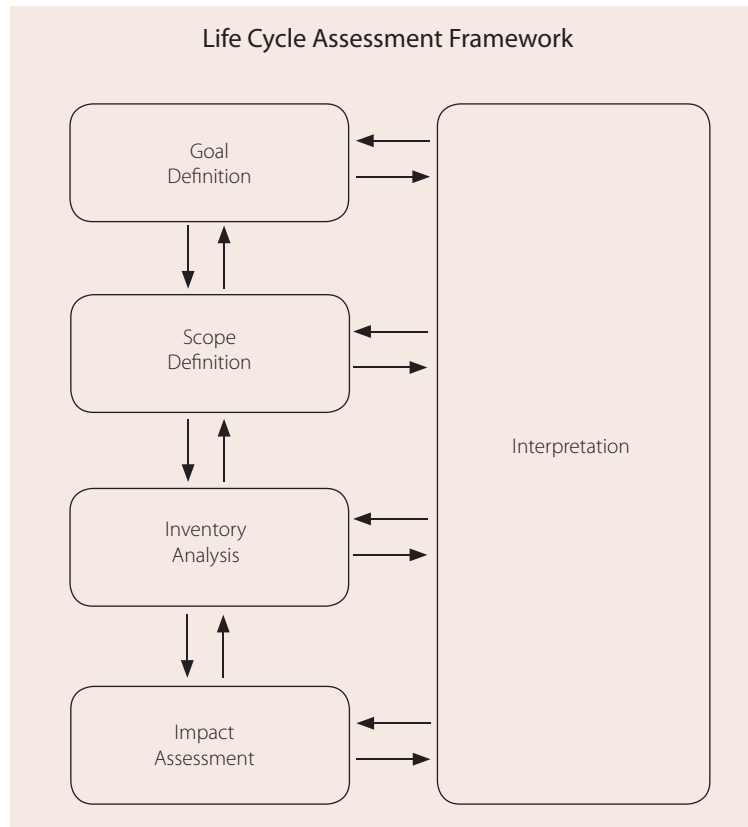 Life Cycle Assessment Framework
Goal
Definition
Scope
Definition
Inventory
Analysis
Impact
Assessment
Interpretation